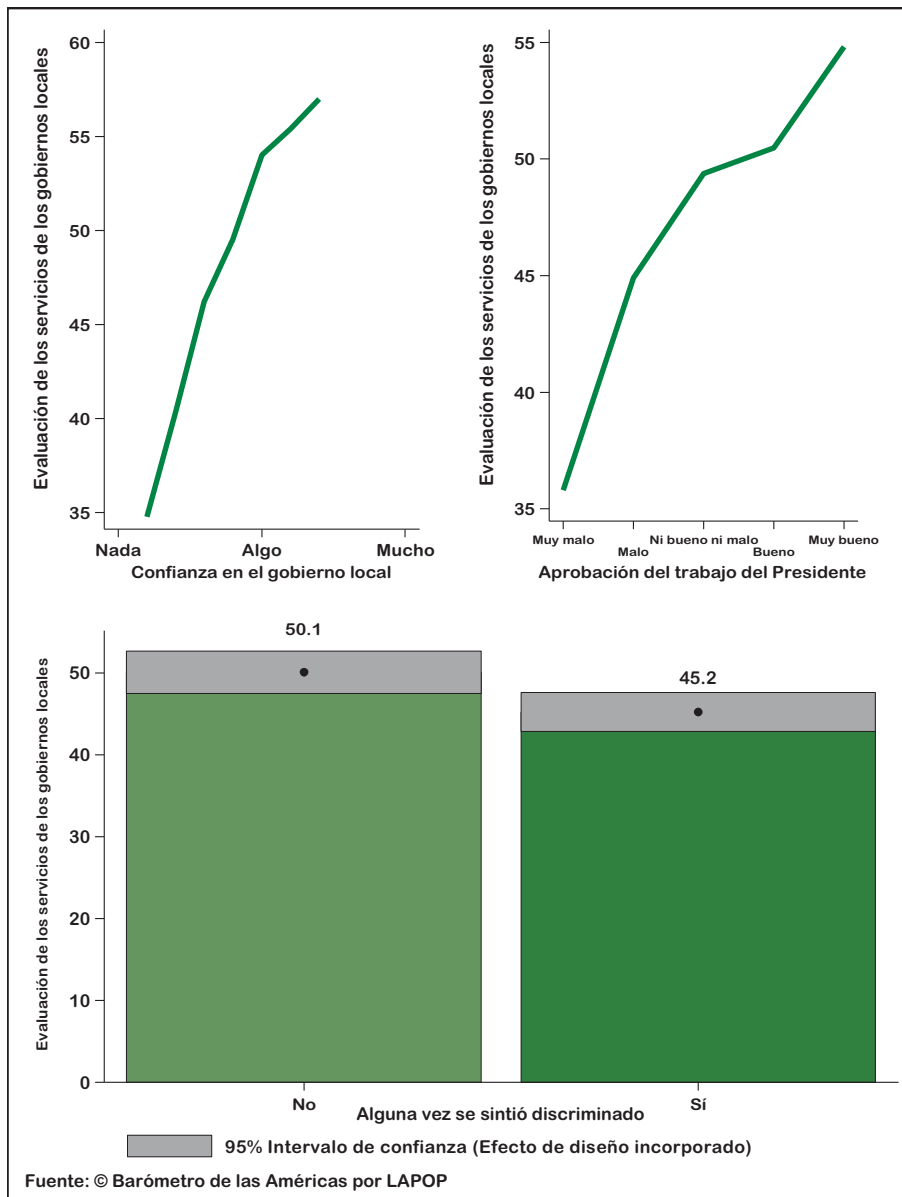 Evaluación de los servicios de los gobiernos locales
60
55
50
45
40
35
Nada
Algo
Mucho
Confianza en el gobierno local
Evaluación de los servicios de los gobiernos locales
55
50
45
40
35
Muy malo
Malo
Ni bueno ni malo
Bueno
Muy bueno
Aprobación del trabajo del Presidente
Evaluación de los servicios de los gobiernos locales
50
40
30
20
10
0
50.1
45.2
No
Sí
Alguna vez se sintió discriminado
95% Intervalo de confianza (Efecto de diseño incorporado)
Fuente: © Barómetro de las Américas por LAPOP